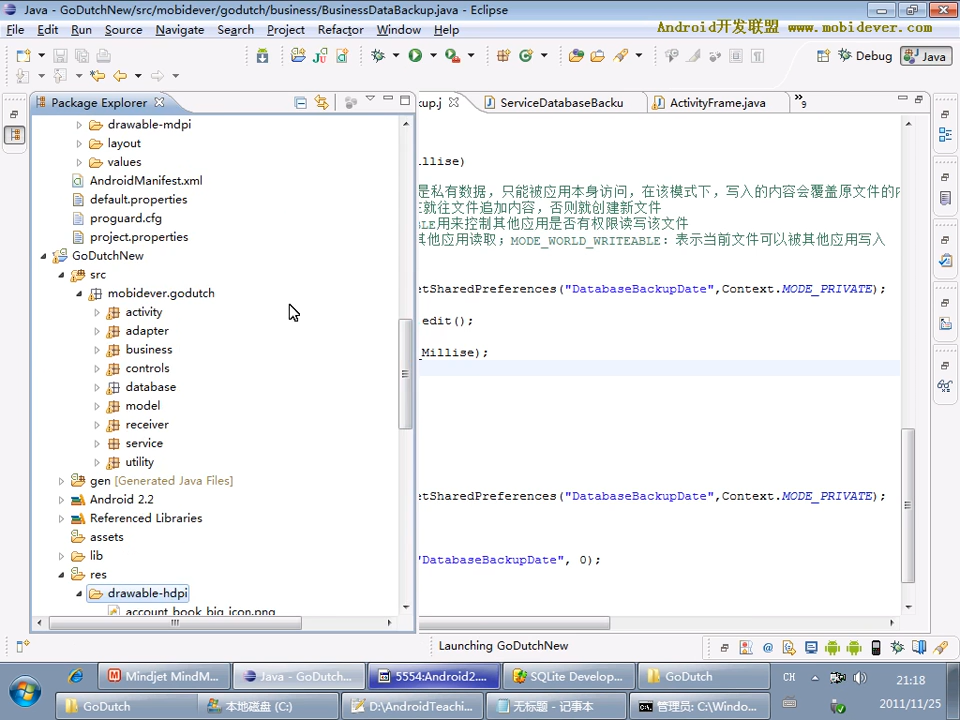 Java - GoDutchNew/src/mobidever/godutch/business/BusinessDataBackup.java - Eclipse
File Edit Run Source Navigate Search Project Refactor Window Help
Android开发联盟 www.mobidever.com
Debug Java
Package Explorer
up.j ServiceDatabaseBacku ActivityFrame.java »9
drawable-mdpi
layout
values
AndroidManifest.xml
default.properties
proguard.cfg
project.properties
GoDutchNew
src
mobidever.godutch
activity
adapter
business
controls
database
model
receiver
service
utility
gen [Generated Java Files]
Android 2.2
Referenced Libraries
assets
lib
res
drawable-hdpi
account_book_big_icon.png
llise)
是私有数据,只能被应用本身访问,在该模式下,写入的内容会覆盖原文件的
就往文件追加内容,否则就创建新文件
LE用来控制其他应用是否有权限读写该文件
其他应用读取;MODE_WORLD_WRITEABLE:表示当前文件可以被其他应用写入
etSharedPreferences("DatabaseBackupDate",Context.MODE_PRIVATE);
edit();
_Millise);
etSharedPreferences("DatabaseBackupDate",Context.MODE_PRIVATE);
"DatabaseBackupDate", 0);
Launching GoDutchNew
Mindjet MindM... Java - GoDutch... 5554:Android2.... SQLite Develop... GoDutch
CH 21:18
GoDutch 本地磁盘 (C:) D:\AndroidTeachi... 无标题 - 记事本 管理员: C:\Windo...
2011/11/25